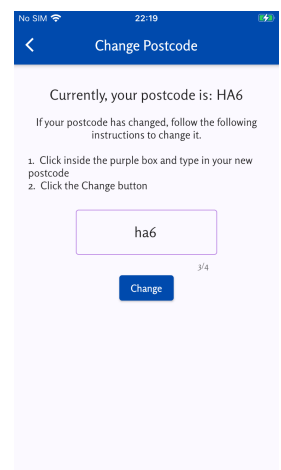 No SIM 22:19
Change Postcode
Currently, your postcode is: HA6
If your postcode has changed, follow the following
instructions to change it.
1. Click inside the purple box and type in your new
postcode
2. Click the Change button
ha6
3/4
Change